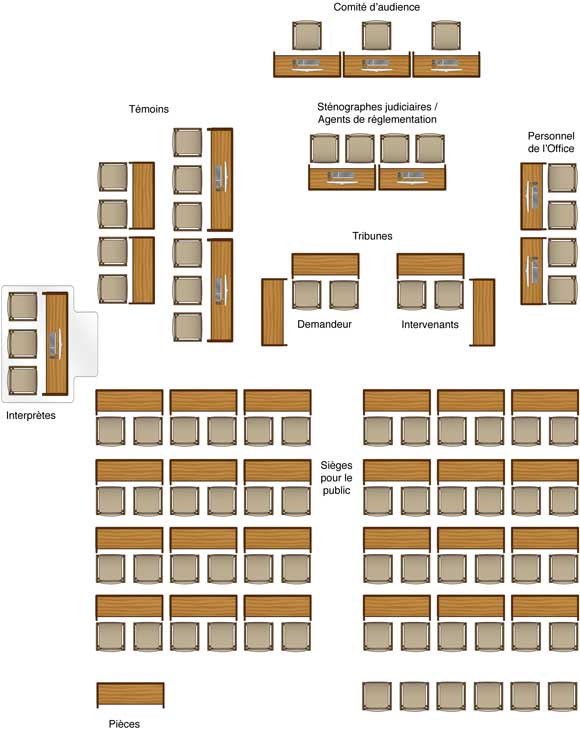 Comité d'audience
Témoins
Sténographes judiciaires /
Agents de réglementation
Personnel
de l'Office
Tribunes
Demandeur
Intervenants
Interprètes
Sièges
pour le
public
Pièces